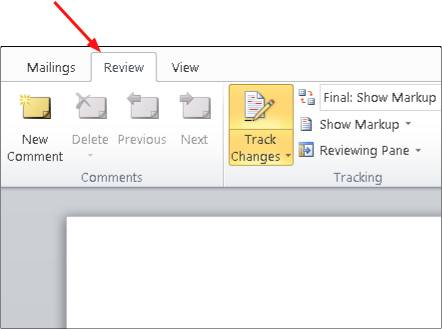 Mailings Review View
New Comment
Delete
Previous
Next
Comments
Track Changes
Final: Show Markup
Show Markup
Reviewing Pane
Tracking